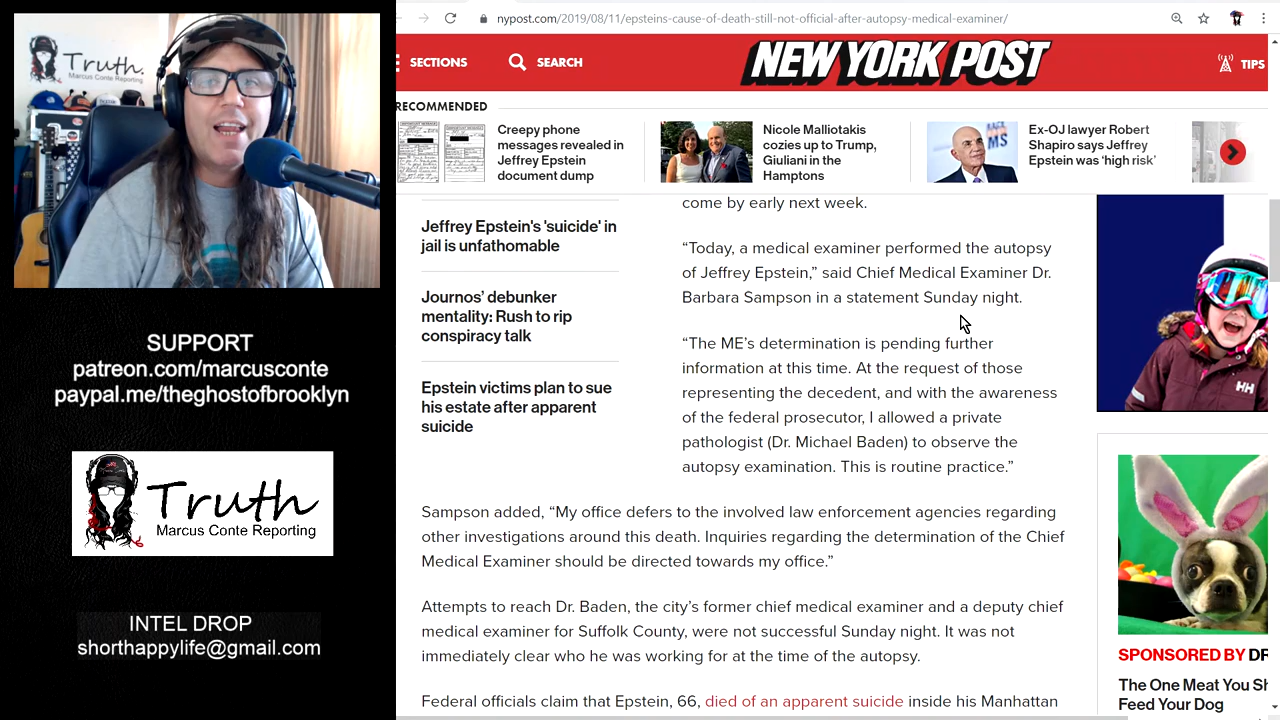 Truth.
Marcus Conte Reporting
SUPPORT
patreon.com/marcusconte
paypal.me/theghostofbrooklyn
Truth
Marcus Conte Reporting
INTEL DROP
shorthappylife@gmail.com
nypost.com/2019/08/11/epsteins-cause-of-death-still-not-official-after-autopsy-medical-examiner/
SECTIONS
SEARCH
NEW YORK POST
TIPS
RECOMMENDED
Creepy phone
messages revealed in
Jeffrey Epstein
document dump
Nicole Malliotakis
cozies up to Trump,
Giuliani in the
Hamptons
Ex-OJ lawyer Robert
Shapiro says Jeffrey
Epstein was 'high risk'
Jeffrey Epstein's 'suicide' in
jail is unfathomable
Journos' debunker
mentality: Rush to rip
conspiracy talk
Epstein victims plan to sue
his estate after apparent
suicide
come by early next week.
“Today, a medical examiner performed the autopsy
of Jeffrey Epstein,” said Chief Medical Examiner Dr.
Barbara Sampson in a statement Sunday night.
“The ME’s determination is pending further
information at this time. At the request of those
representing the decedent, and with the awareness
of the federal prosecutor, I allowed a private
pathologist (Dr. Michael Baden) to observe the
autopsy examination. This is routine practice.”
Sampson added, “My office defers to the involved law enforcement agencies regarding
other investigations around this death. Inquiries regarding the determination of the Chief
Medical Examiner should be directed towards my office.”
Attempts to reach Dr. Baden, the city’s former chief medical examiner and a deputy chief
medical examiner for Suffolk County, were not successful Sunday night. It was not
immediately clear who he was working for at the time of the autopsy.
Federal officials claim that Epstein, 66, died of an apparent suicide inside his Manhattan
HH
SPONSORED BY DR
The One Meat You Sh
Feed Your Dog